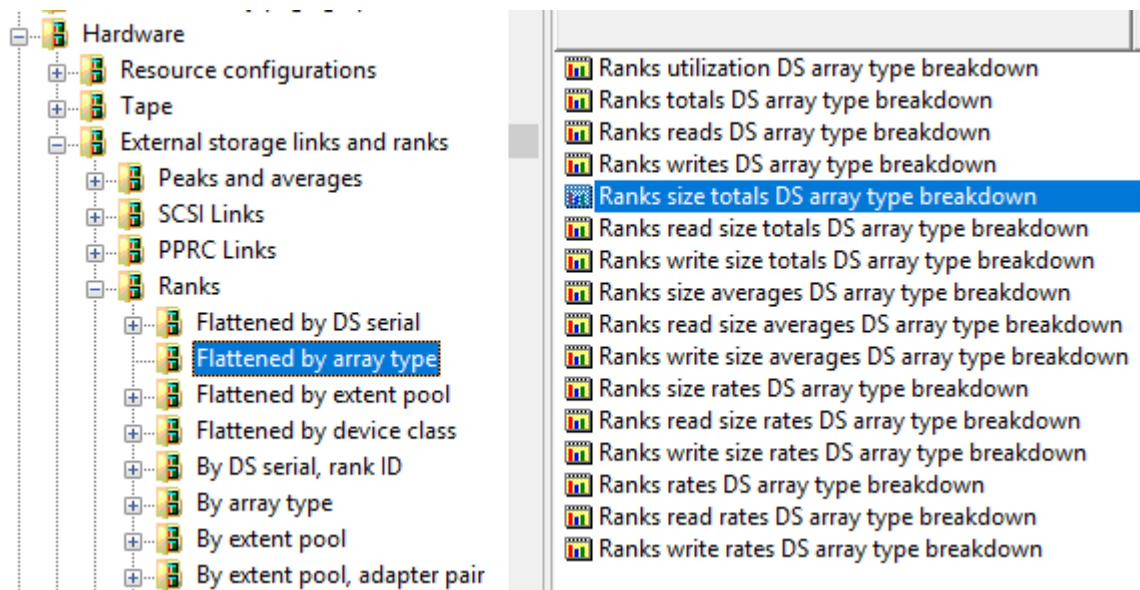 Hardware
Resource configurations
Tape
External storage links and ranks
Peaks and averages
SCSI Links
PPRC Links
Ranks
Flattened by DS serial
Flattened by array type
Flattened by extent pool
Flattened by device class
By DS serial, rank ID
By array type
By extent pool
By extent pool, adapter pair
Ranks utilization DS array type breakdown
Ranks totals DS array type breakdown
Ranks reads DS array type breakdown
Ranks writes DS array type breakdown
Ranks size totals DS array type breakdown
Ranks read size totals DS array type breakdown
Ranks write size totals DS array type breakdown
Ranks size averages DS array type breakdown
Ranks read size averages DS array type breakdown
Ranks write size averages DS array type breakdown
Ranks size rates DS array type breakdown
Ranks read size rates DS array type breakdown
Ranks write size rates DS array type breakdown
Ranks rates DS array type breakdown
Ranks read rates DS array type breakdown
Ranks write rates DS array type breakdown